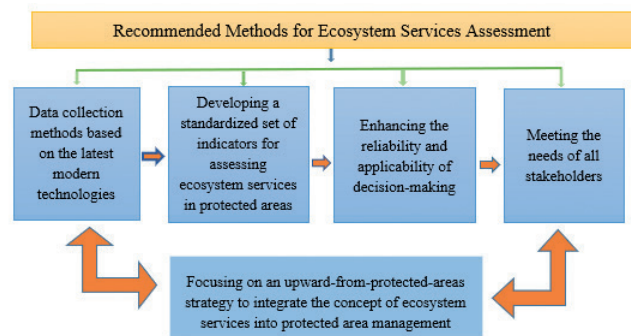 Recommended Methods for Ecosystem Services Assessment
Data collection
methods based
on the latest
modern
technologies
Developing a
standardized set of
indicators for
assessing
ecosystem services
in protected areas
Enhancing the
reliability and
applicability of
decision-making
Meeting the
needs of all
stakeholders
Focusing on an upward-from-protected-areas
strategy to integrate the concept of ecosystem
services into protected area management